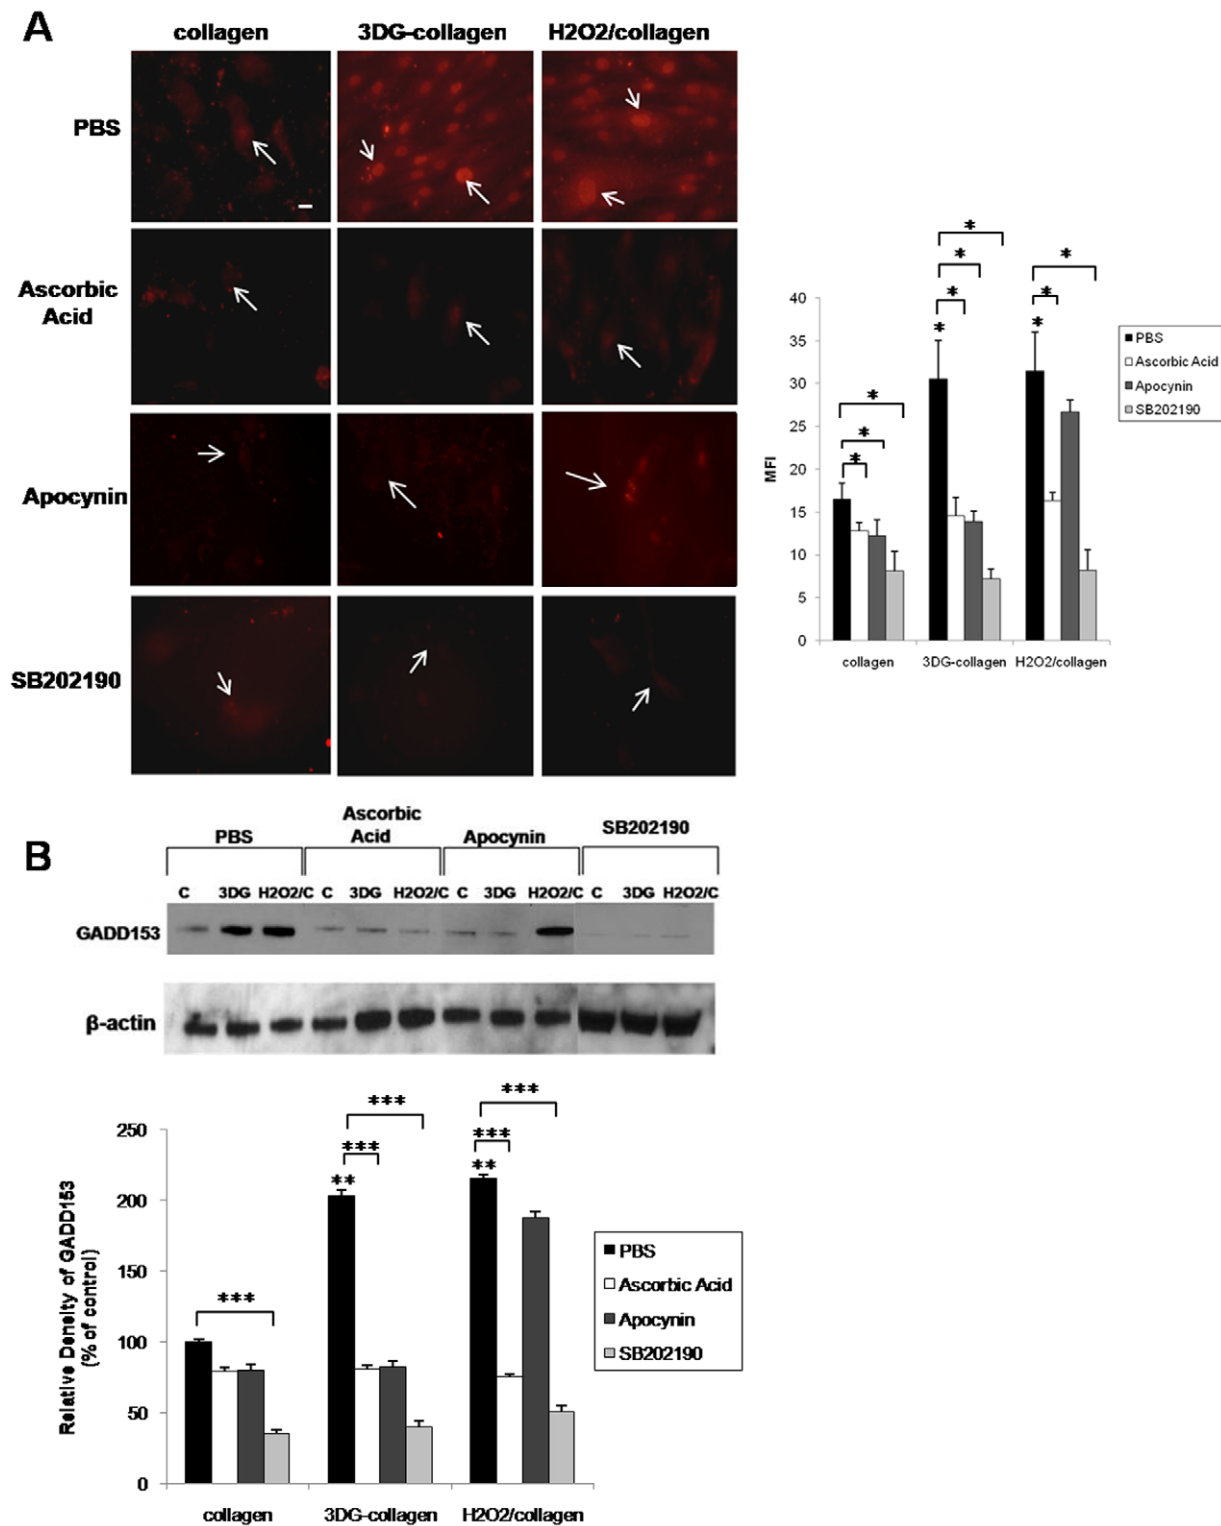 A
collagen 3DG-collagen H2O2/collagen
PBS
Ascorbic
Acid
Apocynin
SB202190
* * * * * * * * * * *
40
35
30
25
20
15
10
5
0
MFI
collagen 3DG-collagen H2O2/collagen
PBS
Ascorbic Acid
Apocynin
SB202190
B
PBS Ascorbic Acid Apocynin SB202190
C 3DG H2O2/C C 3DG H2O2/C C 3DG H2O2/C C 3DG H2O2/C
GADD153
β-actin
*** *** *** ** *** *** **
250
200
150
100
50
0
Relative Density of GADD153
(% of control)
collagen 3DG-collagen H2O2/collagen
PBS
Ascorbic Acid
Apocynin
SB202190